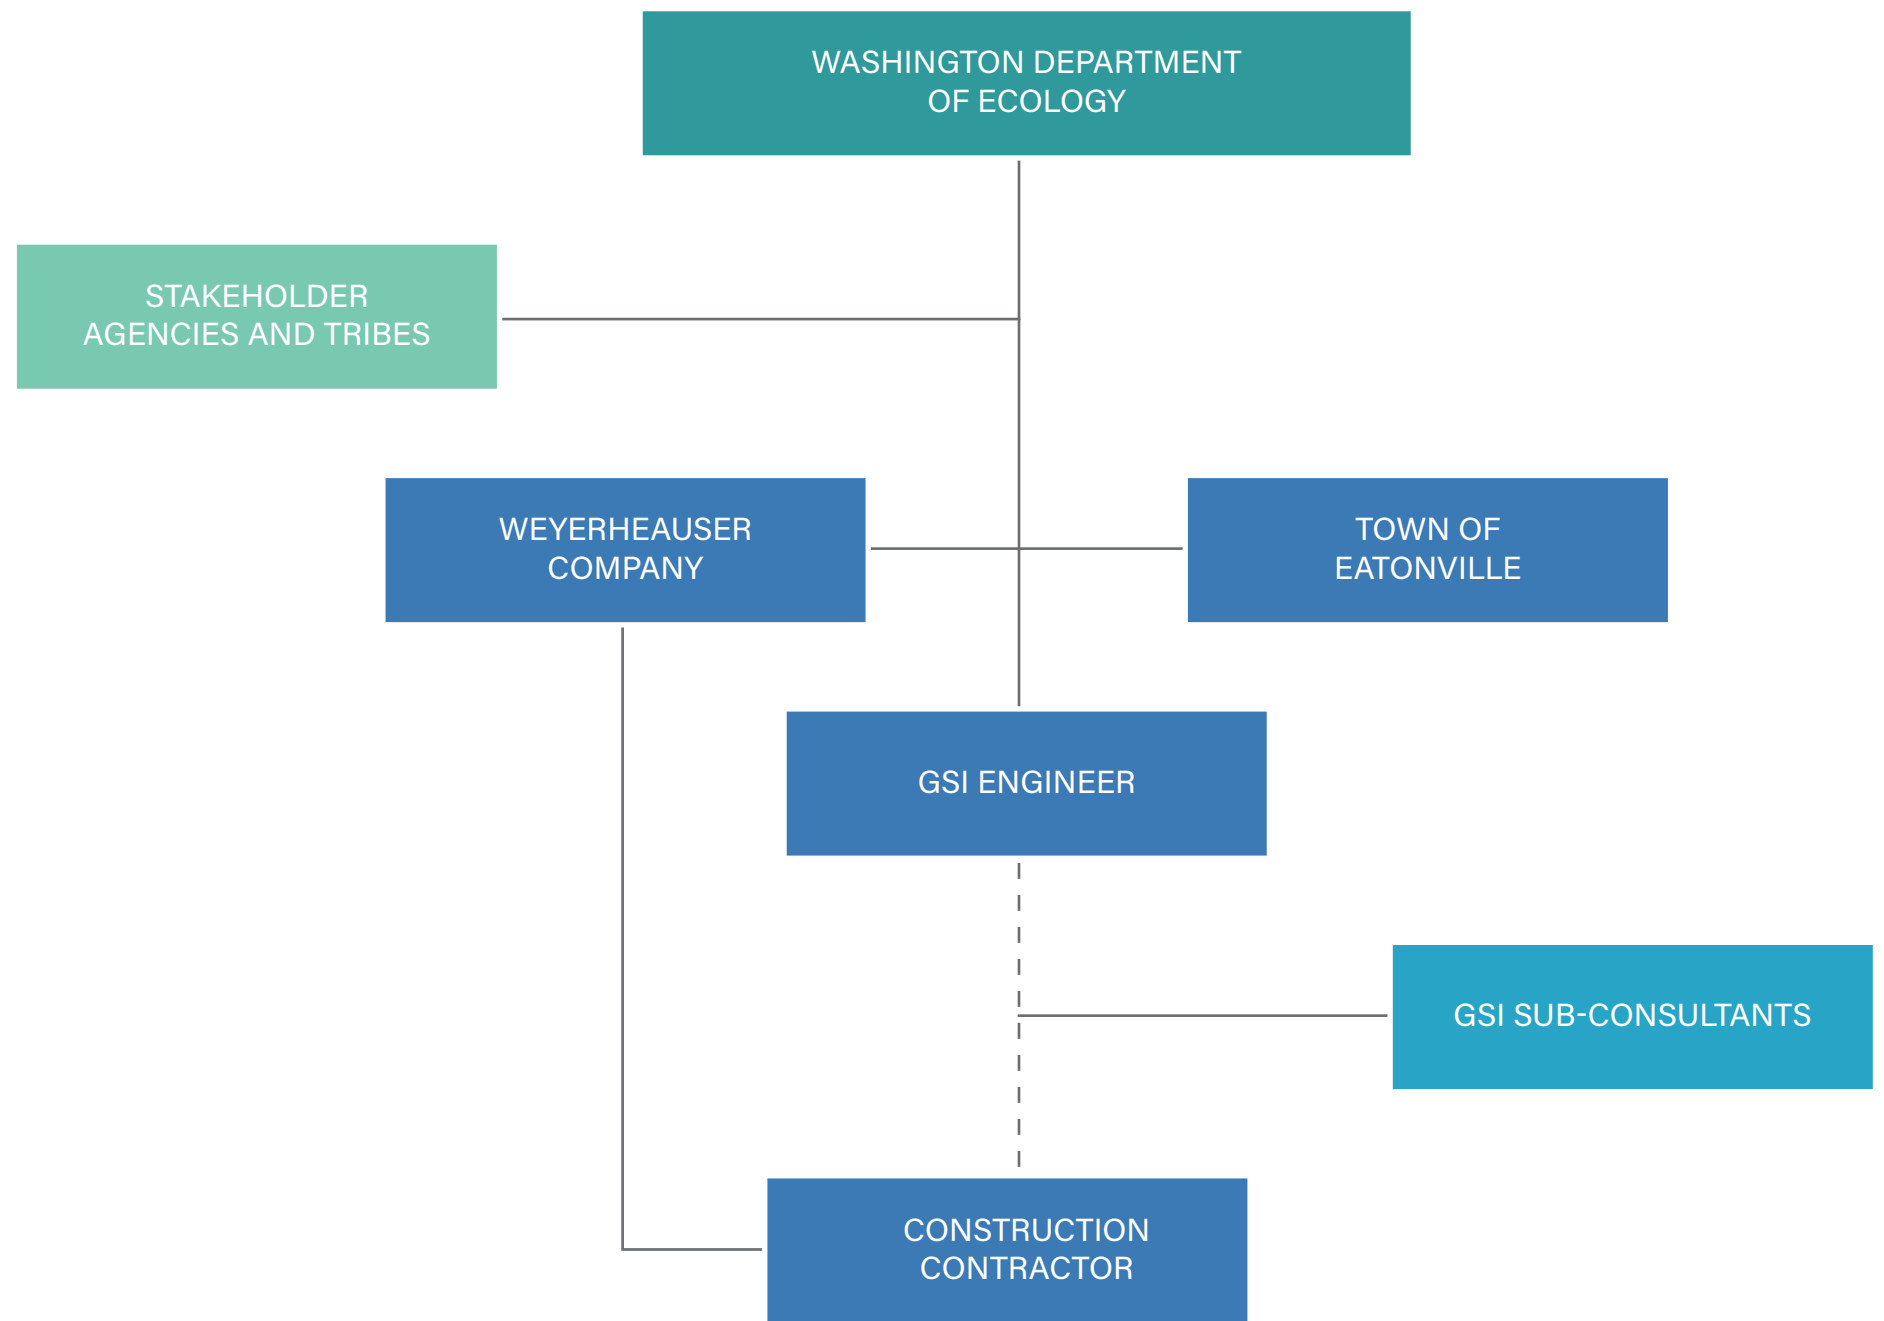 WASHINGTON DEPARTMENT
OF ECOLOGY
STAKEHOLDER
AGENCIES AND TRIBES
WEYERHEAUSER
COMPANY
TOWN OF
EATONVILLE
GSI ENGINEER
GSI SUB-CONSULTANTS
CONSTRUCTION
CONTRACTOR